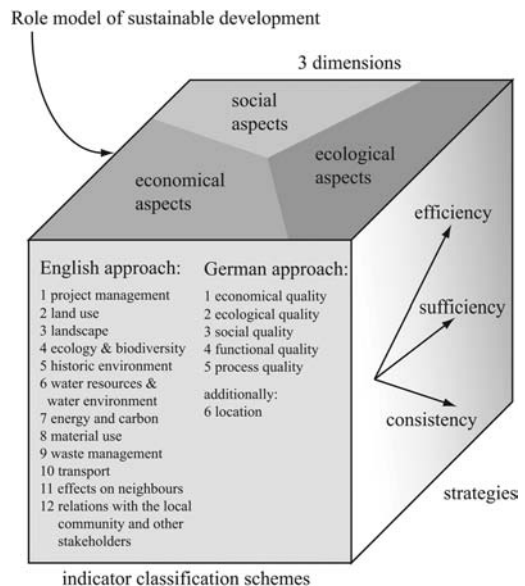 Role model of sustainable development
3 dimensions
social
aspects
economical
aspects
ecological
aspects
English approach:
1 project management
2 land use
3 landscape
4 ecology & biodiversity
5 historic environment
6 water resources &
water environment
7 energy and carbon
8 material use
9 waste management
10 transport
11 effects on neighbours
12 relations with the local
community and other
stakeholders
German approach:
1 economical quality
2 ecological quality
3 social quality
4 functional quality
5 process quality
additionally:
6 location
efficiency
sufficiency
consistency
strategies
indicator classification schemes